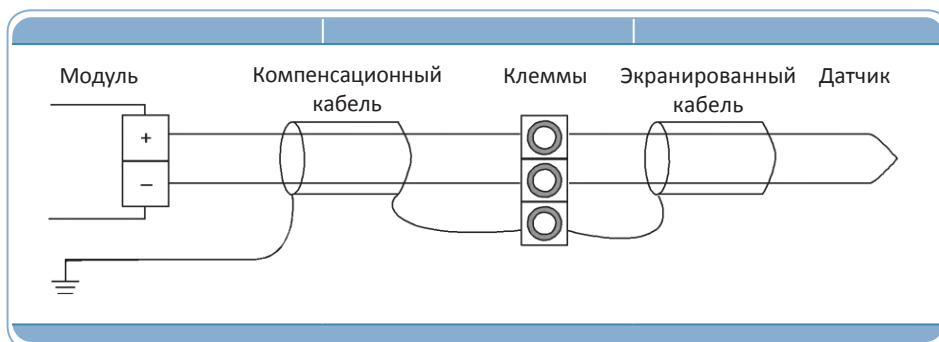 Модуль
Компенсационный
кабель
Клеммы
Экранированный
кабель
Датчик
+
–